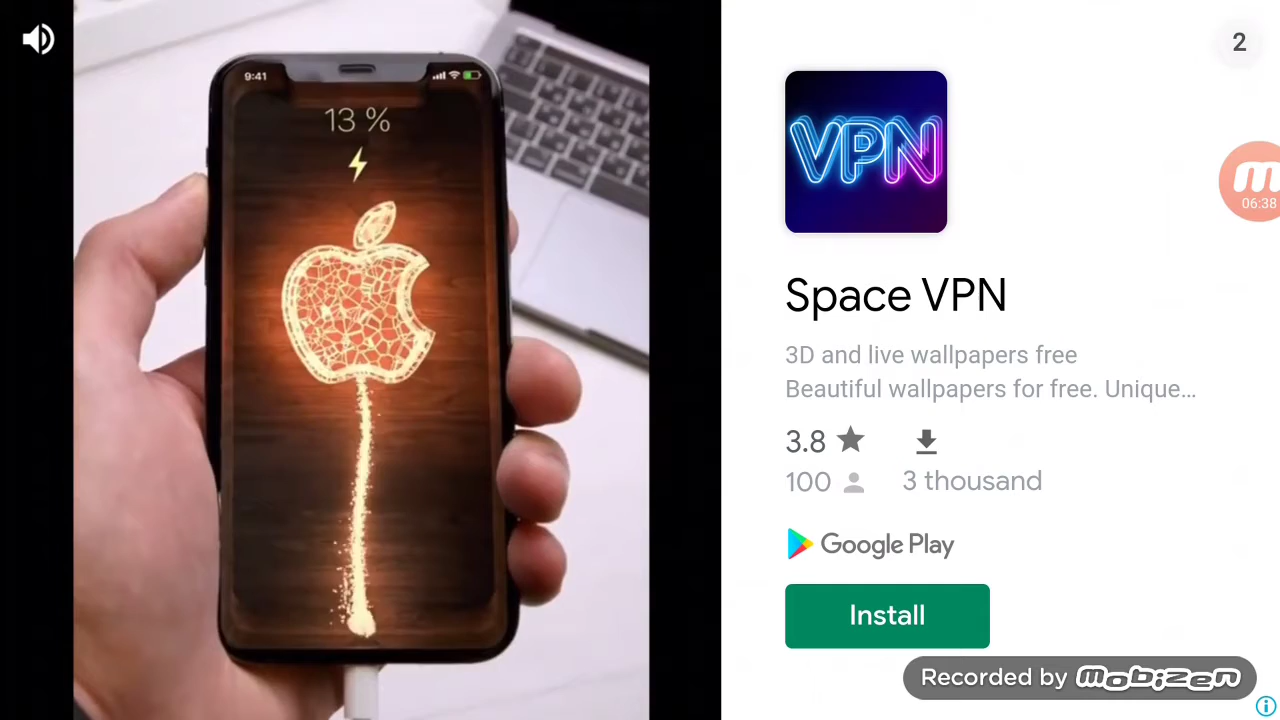 9:41
13 %
2
VPN
06:38
Space VPN
3D and live wallpapers free
Beautiful wallpapers for free. Unique…
3.8
100
3 thousand
Google Play
Install
Recorded by mobizen